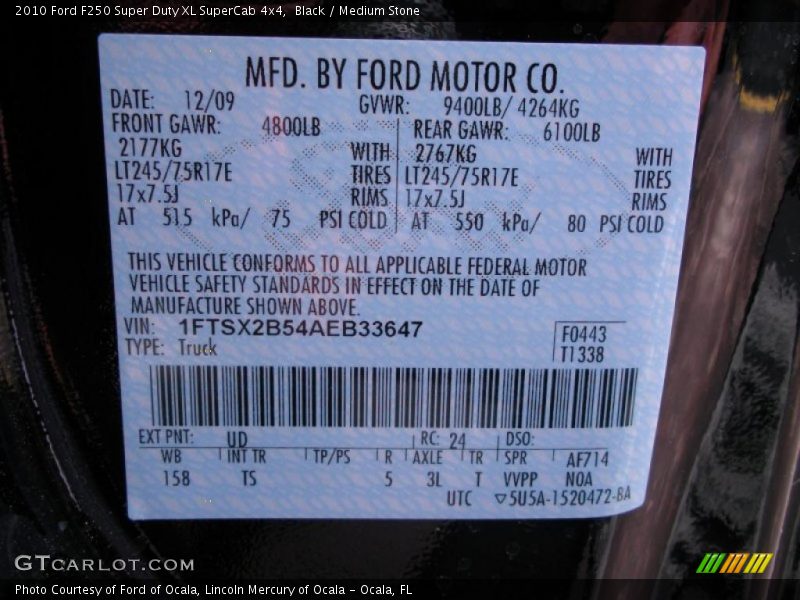 2010 Ford F250 Super Duty XL SuperCab 4x4,  Black / Medium Stone
MFD. BY FORD MOTOR CO.
DATE: 12/09 GVWR: 9400LB/ 4264KG
FRONT GAWR: 4800LB REAR GAWR: 6100LB
2177KG WITH 2767KG WITH
LT245/75R17E TIRES LT245/75R17E TIRES
17x7.5J RIMS 17x7.5J RIMS
AT 515 kPa/ 75 PSI COLD AT 550 kPa/ 80 PSI COLD
THIS VEHICLE CONFORMS TO ALL APPLICABLE FEDERAL MOTOR
VEHICLE SAFETY STANDARDS IN EFFECT ON THE DATE OF
MANUFACTURE SHOWN ABOVE.
VIN: 1FTSX2B54AEB33647 F0443
TYPE: Truck T1338
EXT PNT: UD RC: 24 DSO:
WB INT TR TP/PS R AXLE TR SPR AF714
158 TS 5 3L T VVPP NOA
UTC ▽5U5A-1520472-BA
GTCARLOT.COM
Photo Courtesy of Ford of Ocala, Lincoln Mercury of Ocala - Ocala, FL